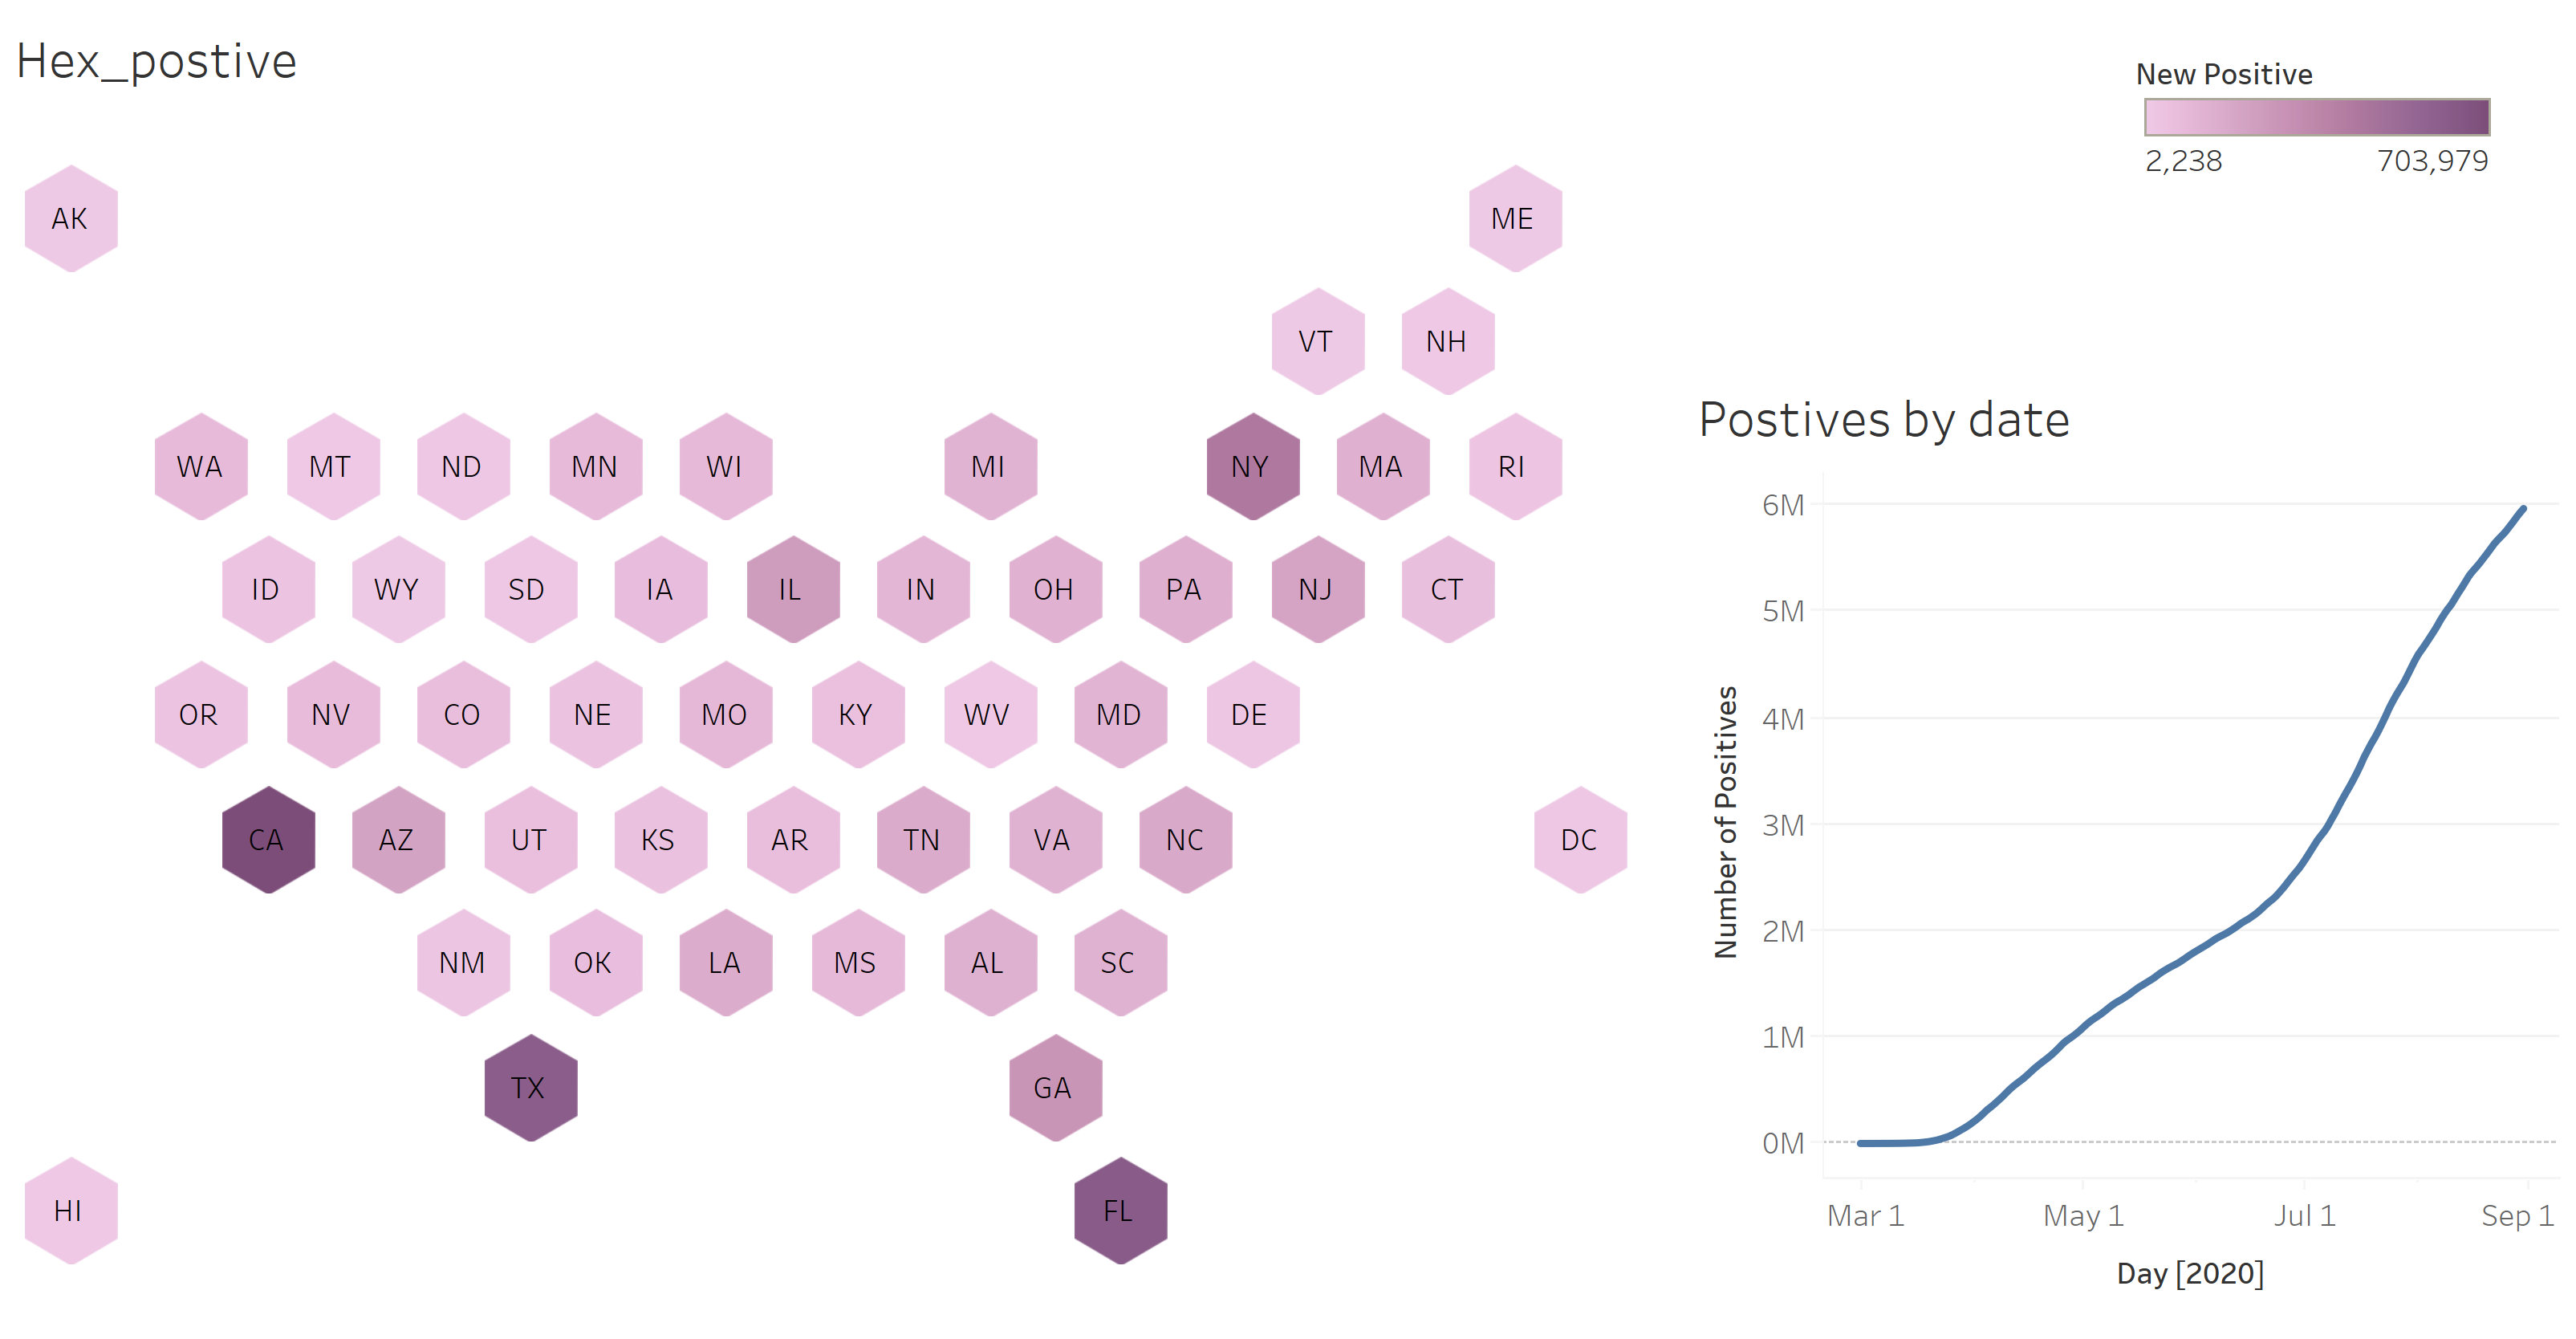 Hex_postive
New Positive
2,238 703,979
AK ME
VT NH
WA MT ND MN WI MI NY MA RI
ID WY SD IA IL IN OH PA NJ CT
OR NV CO NE MO KY WV MD DE
CA AZ UT KS AR TN VA NC DC
NM OK LA MS AL SC
TX GA
HI FL
Postives by date
Number of Positives
6M
5M
4M
3M
2M
1M
0M
Mar 1 May 1 Jul 1 Sep 1
Day [2020]